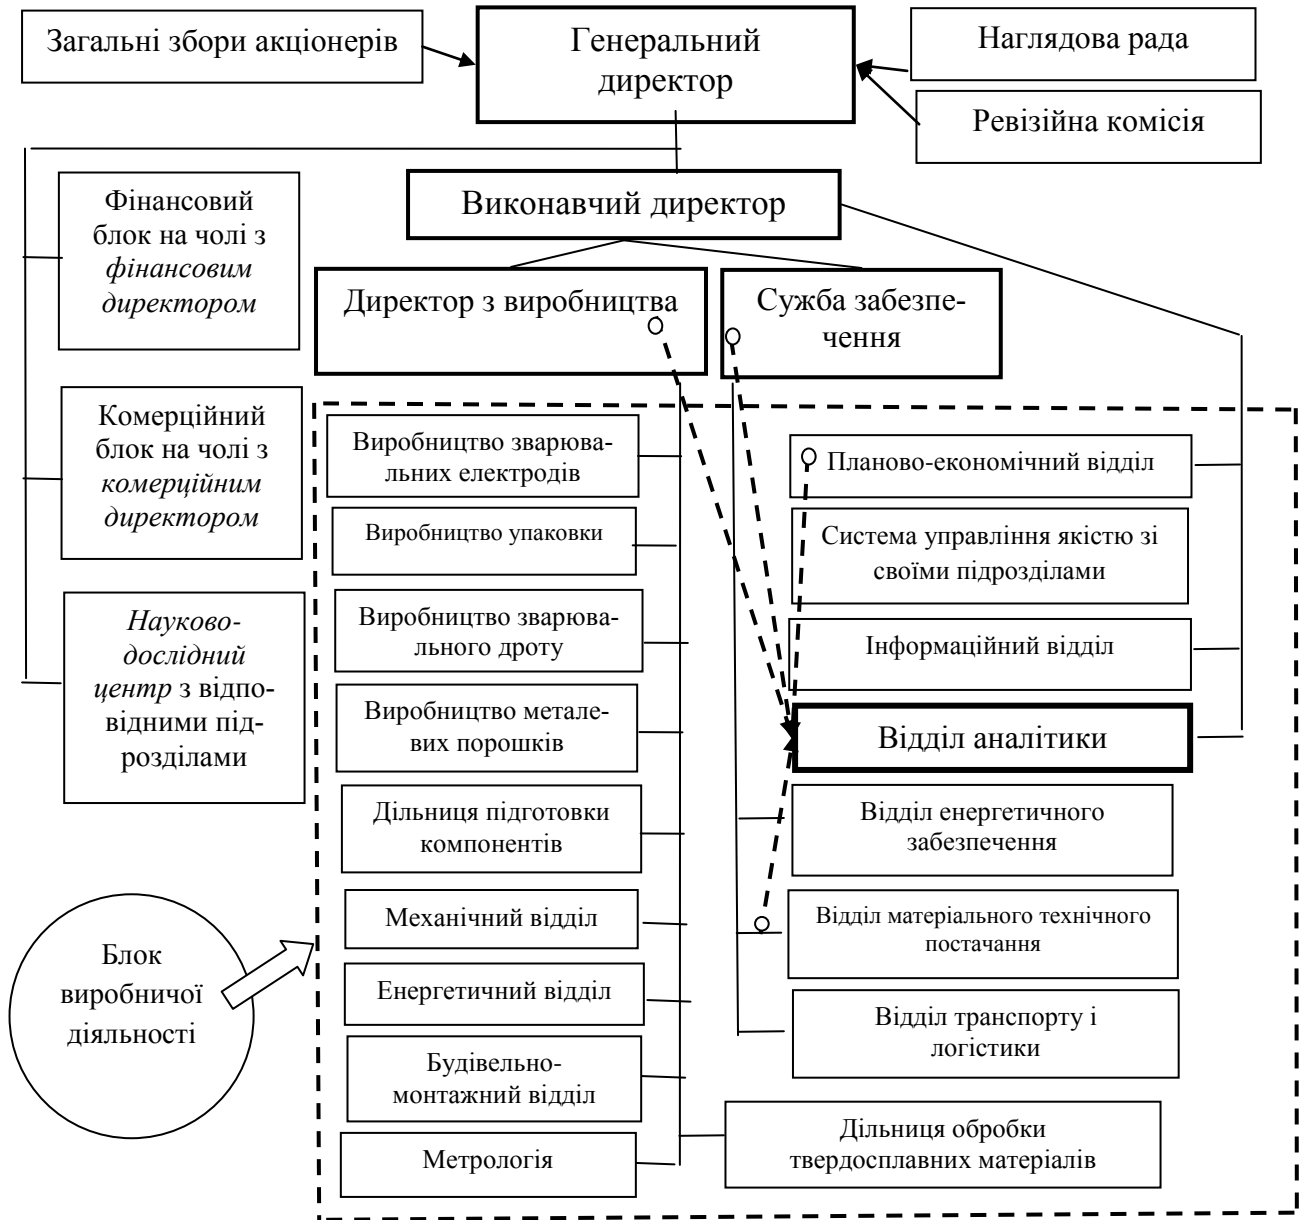 Загальні збори акціонерів
Генеральний
директор
Наглядова рада
Ревізійна комісія
Виконавчий директор
Фінансовий
блок на чолі з
фінансовим
директором
Директор з виробництва
Сужба забезпе-
чення
Комерційний
блок на чолі з
комерційним
директором
Науково-
дослідний
центр з відпо-
відними під-
розділами
Виробництво зварюва-
льних електродів
Виробництво упаковки
Виробництво зварюва-
льного дроту
Виробництво метале-
вих порошків
Дільниця підготовки
компонентів
Механічний відділ
Енергетичний відділ
Будівельно-
монтажний відділ
Метрологія
Планово-економічний відділ
Система управління якістю зі
своїми підрозділами
Інформаційний відділ
Відділ аналітики
Відділ енергетичного
забезпечення
Відділ матеріального технічного
постачання
Відділ транспорту і
логістики
Дільниця обробки
твердосплавних матеріалів
Блок
виробничої
діяльності